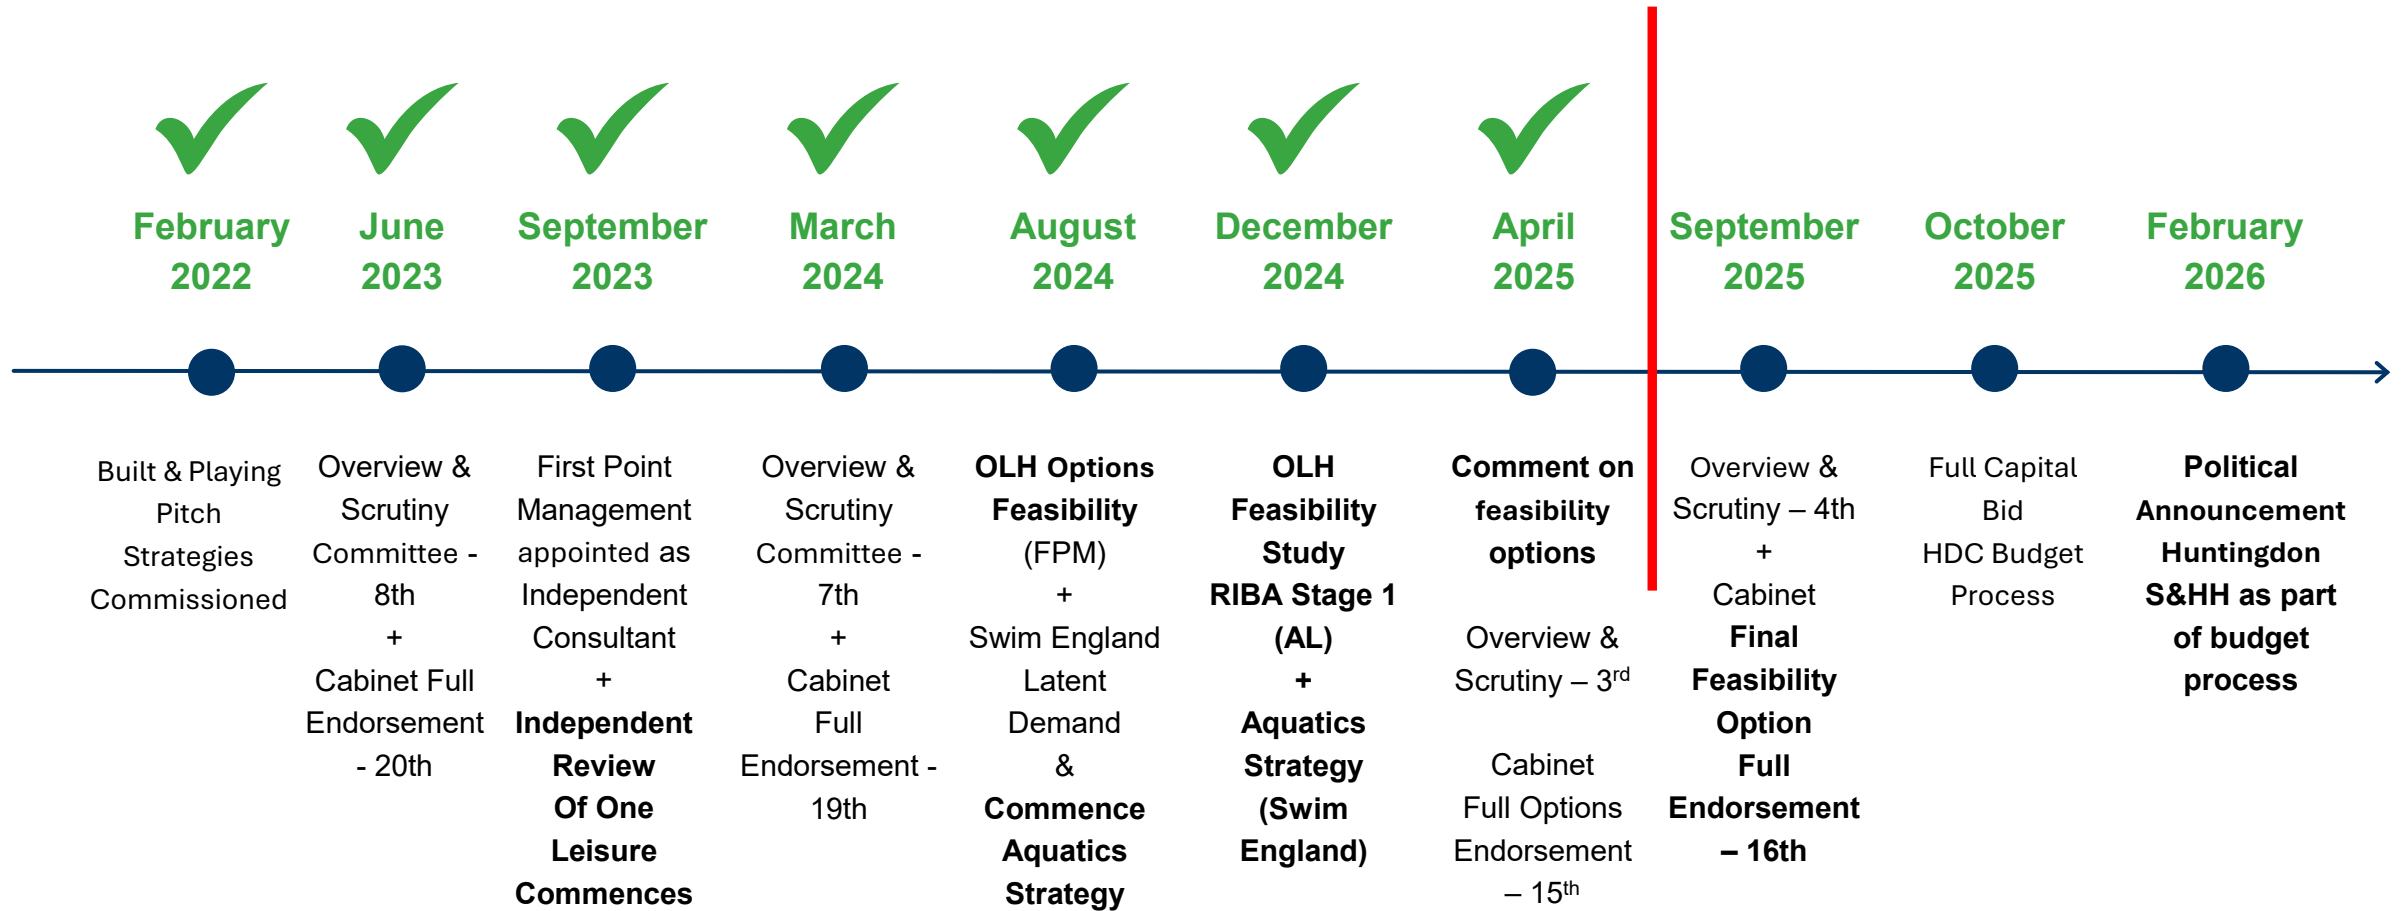 February
2022
June
2023
September
2023
March
2024
August
2024
December
2024
April
2025
September
2025
October
2025
February
2026
Built & Playing
Pitch
Strategies
Commissioned
Overview &
Scrutiny
Committee -
8th
+
Cabinet Full
Endorsement
- 20th
First Point
Management
appointed as
Independent
Consultant
+
Independent
Review
Of One
Leisure
Commences
Overview &
Scrutiny
Committee -
7th
+
Cabinet
Full
Endorsement -
19th
OLH Options
Feasibility
(FPM)
+
Swim England
Latent
Demand
&
Commence
Aquatics
Strategy
OLH
Feasibility
Study
RIBA Stage 1
(AL)
+
Aquatics
Strategy
(Swim
England)
Comment on
feasibility
options
Overview &
Scrutiny – 3rd
Cabinet
Full Options
Endorsement
– 15th
Overview &
Scrutiny – 4th
+
Cabinet
Final
Feasibility
Option
Full
Endorsement
– 16th
Full Capital
Bid
HDC Budget
Process
Political
Announcement
Huntingdon
S&HH as part
of budget
process